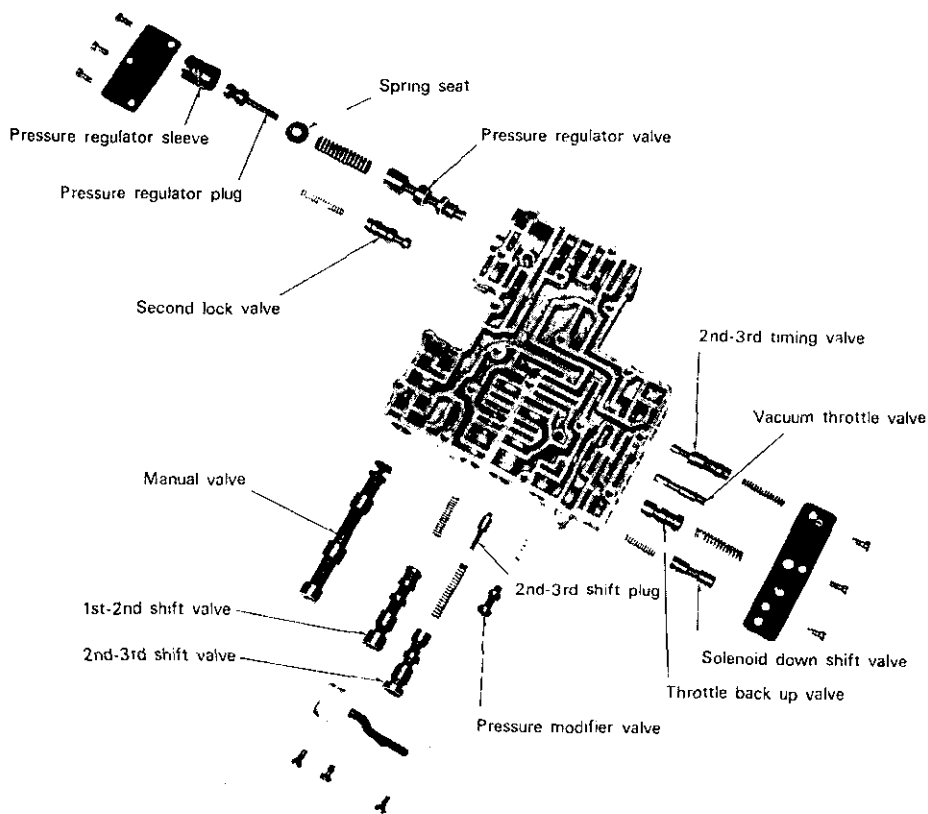 Spring seat
Pressure regulator sleeve
Pressure regulator valve
Pressure regulator plug
Second lock valve
2nd-3rd timing valve
Vacuum throttle valve
Manual valve
2nd-3rd shift plug
1st-2nd shift valve
2nd-3rd shift valve
Solenoid down shift valve
Throttle back up valve
Pressure modifier valve